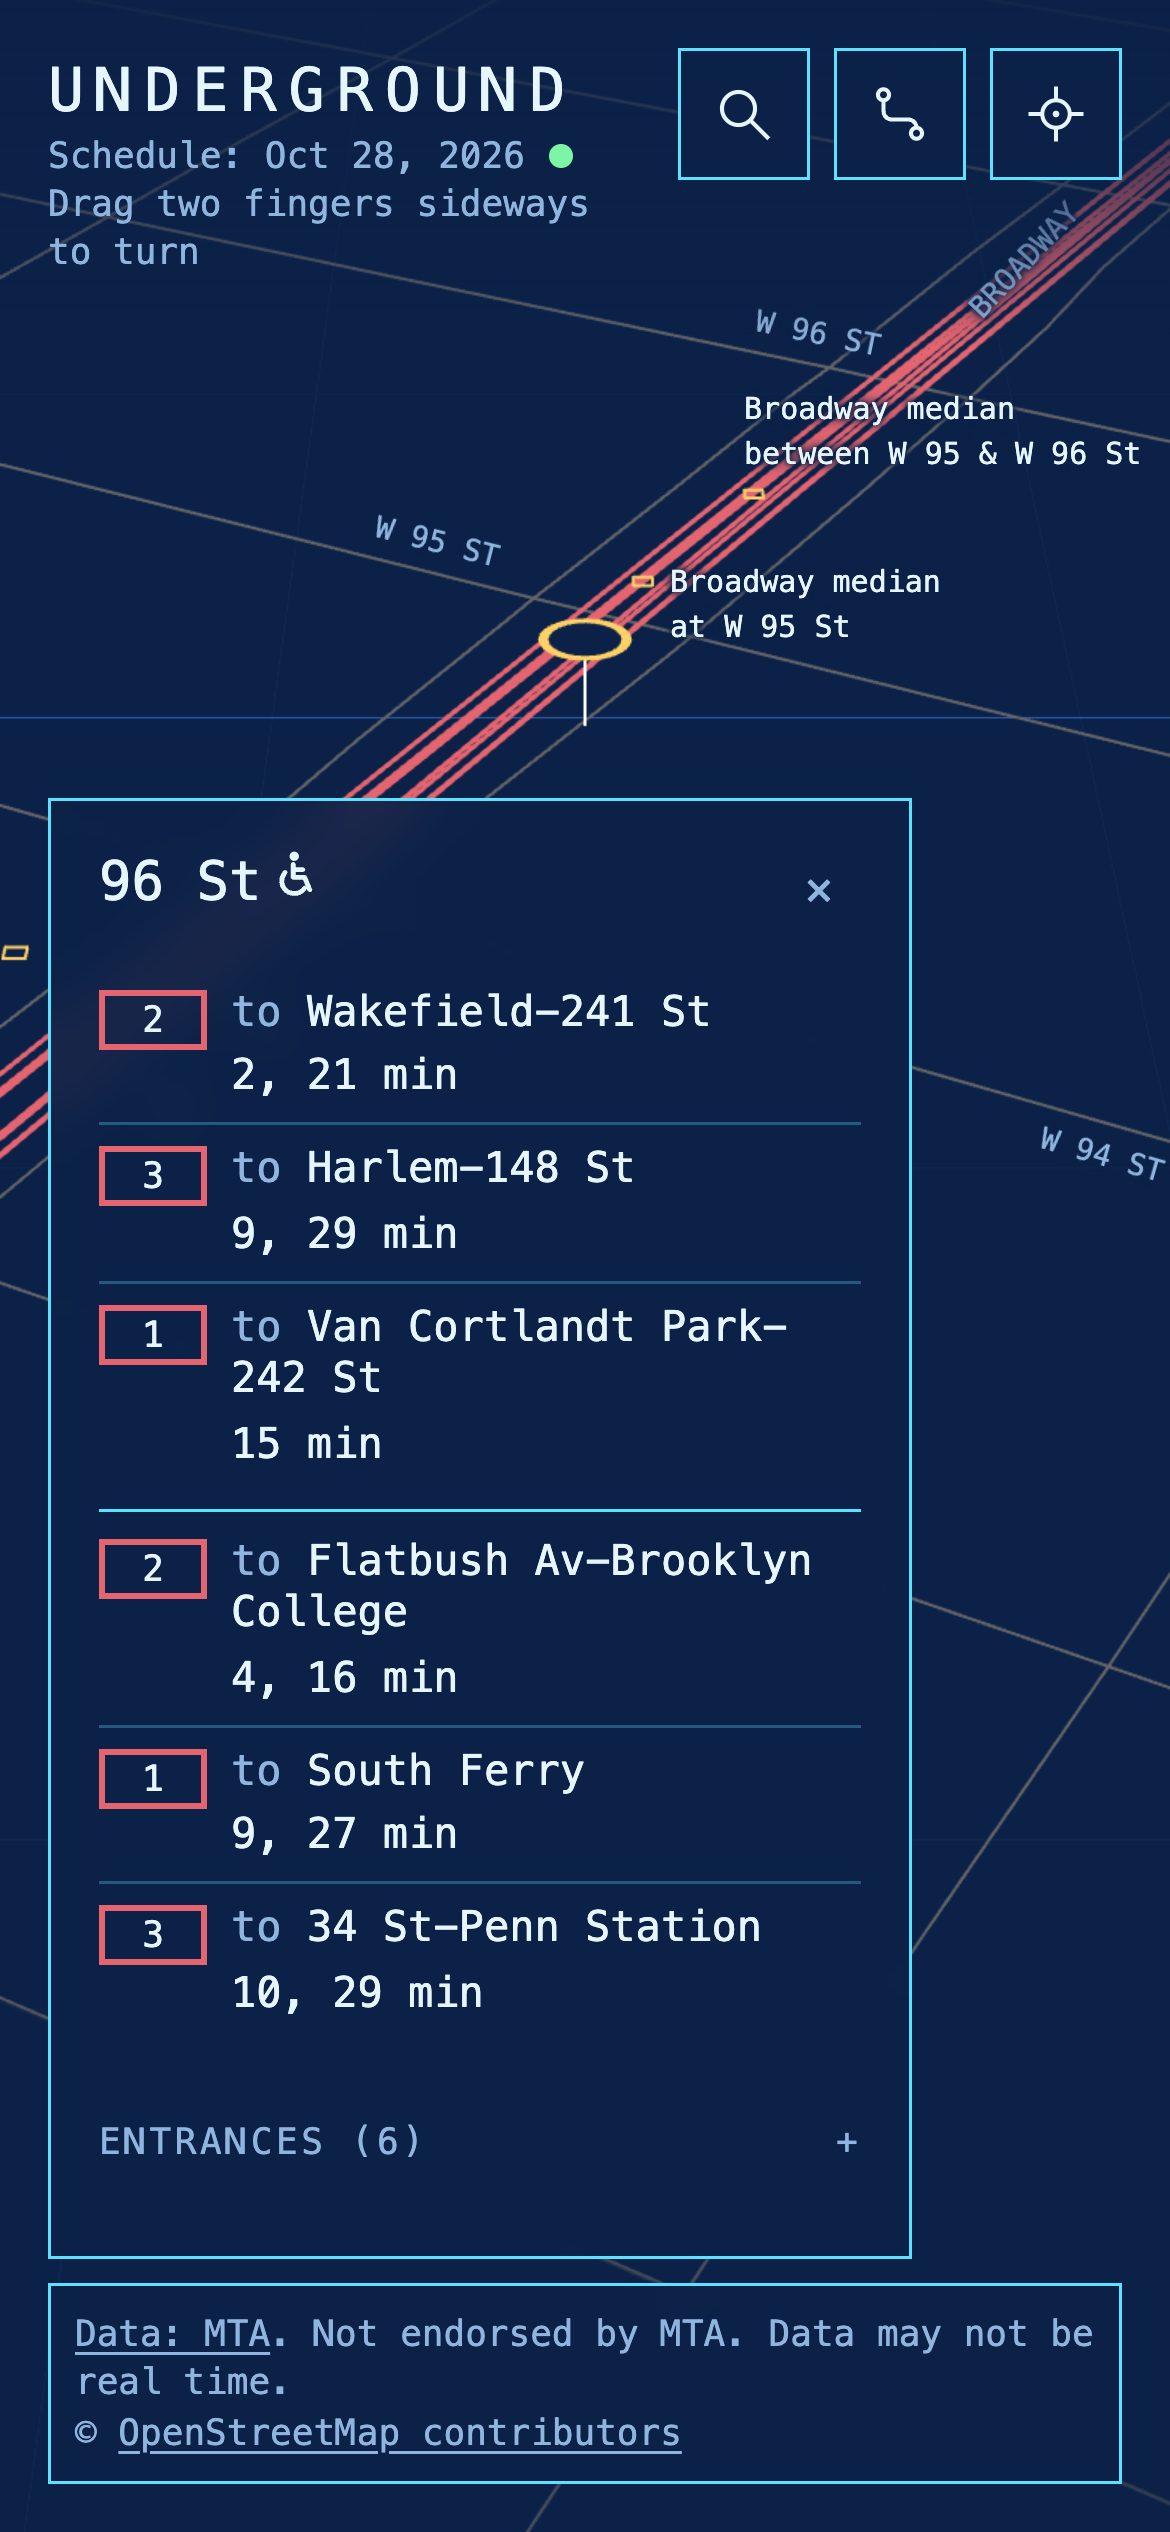 UNDERGROUND
Schedule: Oct 28, 2026
Drag two fingers sideways
to turn
BROADWAY
W 96 ST
Broadway median
between W 95 & W 96 St
W 95 ST
Broadway median
at W 95 St
96 St
×
2 to Wakefield–241 St
2, 21 min
3 to Harlem–148 St
9, 29 min
W 94 ST
1 to Van Cortlandt Park–
242 St
15 min
2 to Flatbush Av–Brooklyn
College
4, 16 min
1 to South Ferry
9, 27 min
3 to 34 St–Penn Station
10, 29 min
ENTRANCES (6) +
Data: MTA. Not endorsed by MTA. Data may not be
real time.
© OpenStreetMap contributors